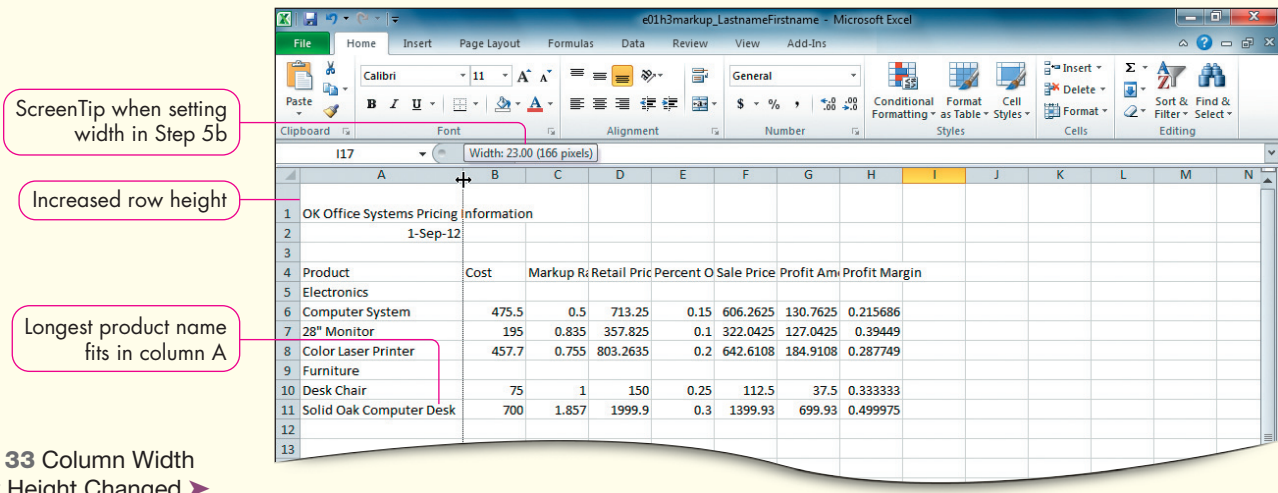 e01h3markup_LastnameFirstname - Microsoft Excel
File Home Insert Page Layout Formulas Data Review View Add-Ins
Paste
Clipboard
Calibri 11 A A
B I U A
Font
Alignment
General
$ % , .0 .00 .00 .0
Number
Conditional Formatting Format as Table Cell Styles
Styles
Insert
Delete
Format
Cells
Σ
Sort & Filter Find & Select
Editing
I17 Width: 23.00 (166 pixels)
A B C D E F G H I J K L M N
1 OK Office Systems Pricing Information
2 1-Sep-12
3
4 Product Cost Markup Ra Retail Pric Percent O Sale Price Profit Am Profit Margin
5 Electronics
6 Computer System 475.5 0.5 713.25 0.15 606.2625 130.7625 0.215686
7 28" Monitor 195 0.835 357.825 0.1 322.0425 127.0425 0.39449
8 Color Laser Printer 457.7 0.755 803.2635 0.2 642.6108 184.9108 0.287749
9 Furniture
10 Desk Chair 75 1 150 0.25 112.5 37.5 0.333333
11 Solid Oak Computer Desk 700 1.857 1999.9 0.3 1399.93 699.93 0.499975
12
13
ScreenTip when setting
width in Step 5b
Increased row height
Longest product name
fits in column A
33 Column Width
Height Changed ➤